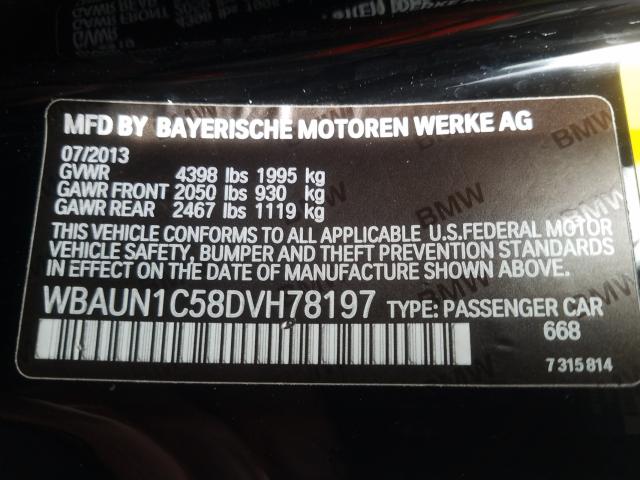 MFD BY BAYERISCHE MOTOREN WERKE AG
07/2013
GVWR 4398 lbs 1995 kg
GAWR FRONT 2050 lbs 930 kg
GAWR REAR 2467 lbs 1119 kg
THIS VEHICLE CONFORMS TO ALL APPLICABLE U.S.FEDERAL MOTOR
VEHICLE SAFETY, BUMPER AND THEFT PREVENTION STANDARDS
IN EFFECT ON THE DATE OF MANUFACTURE SHOWN ABOVE.
WBAUN1C58DVH78197 TYPE: PASSENGER CAR
668
7 315 814